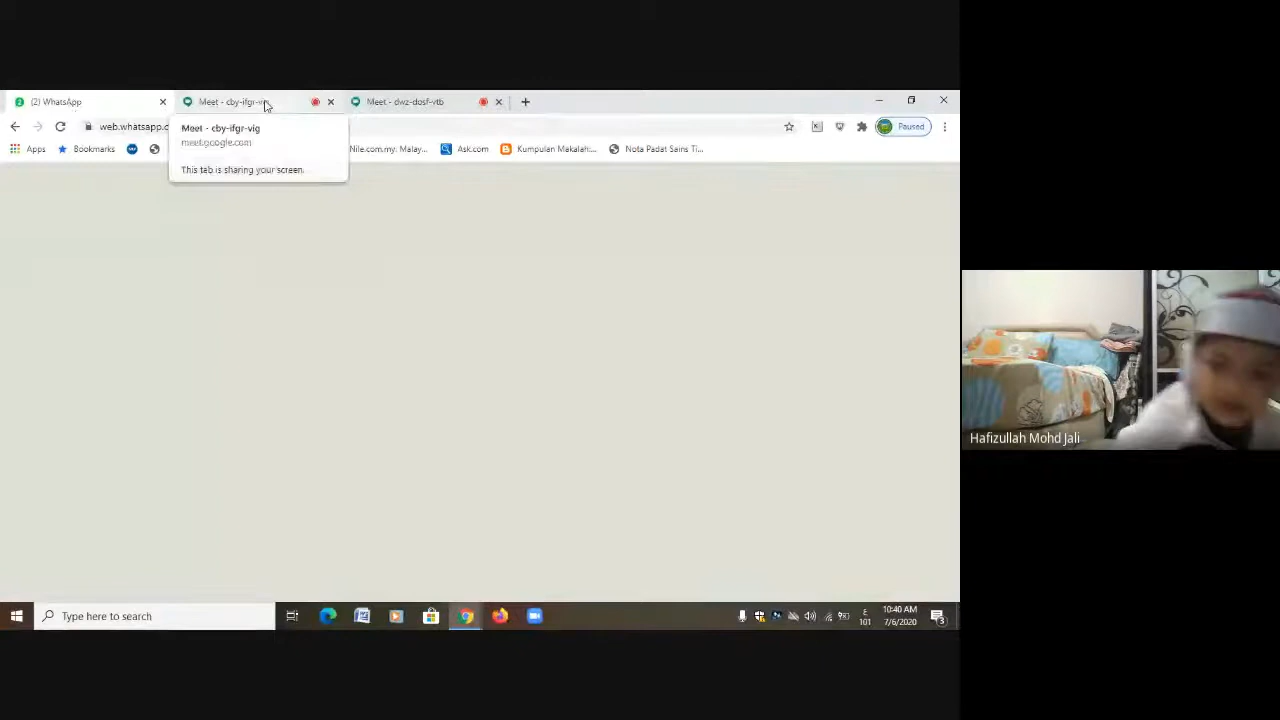 (2) WhatsApp
Meet - cby-ifgr-vig
Meet - dwz-dosf-vtb
web.whatsapp.c
Paused
Meet - cby-ifgr-vig
meet.google.com
This tab is sharing your screen.
Apps
Bookmarks
Nile.com.my: Malay...
Ask.com
Kumpulan Makalah:...
Nota Padat Sains Ti...
Hafizullah Mohd Jali
Type here to search
10:40 AM
7/6/2020
101
3